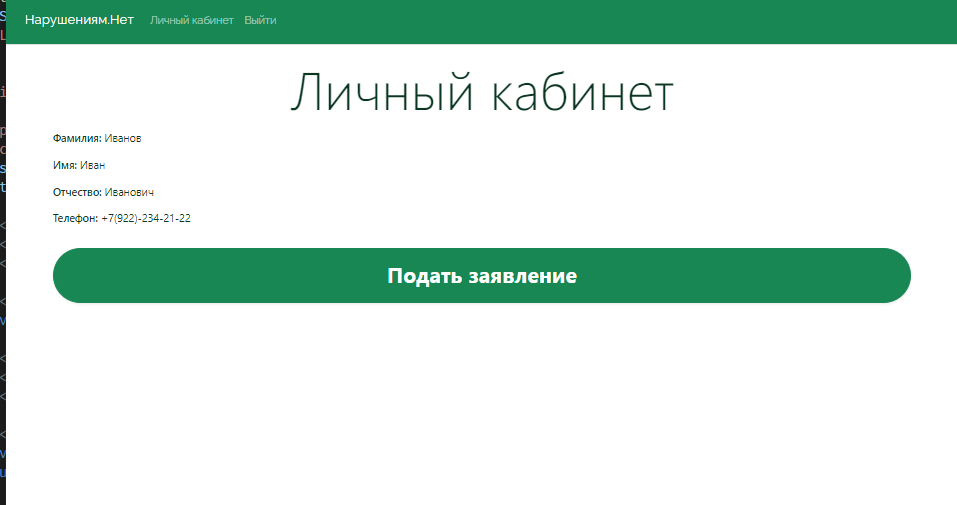 Нарушениям.Нет Личный кабинет Выйти
Личный кабинет
Фамилия: Иванов
Имя: Иван
Отчество: Иванович
Телефон: +7(922)-234-21-22
Подать заявление